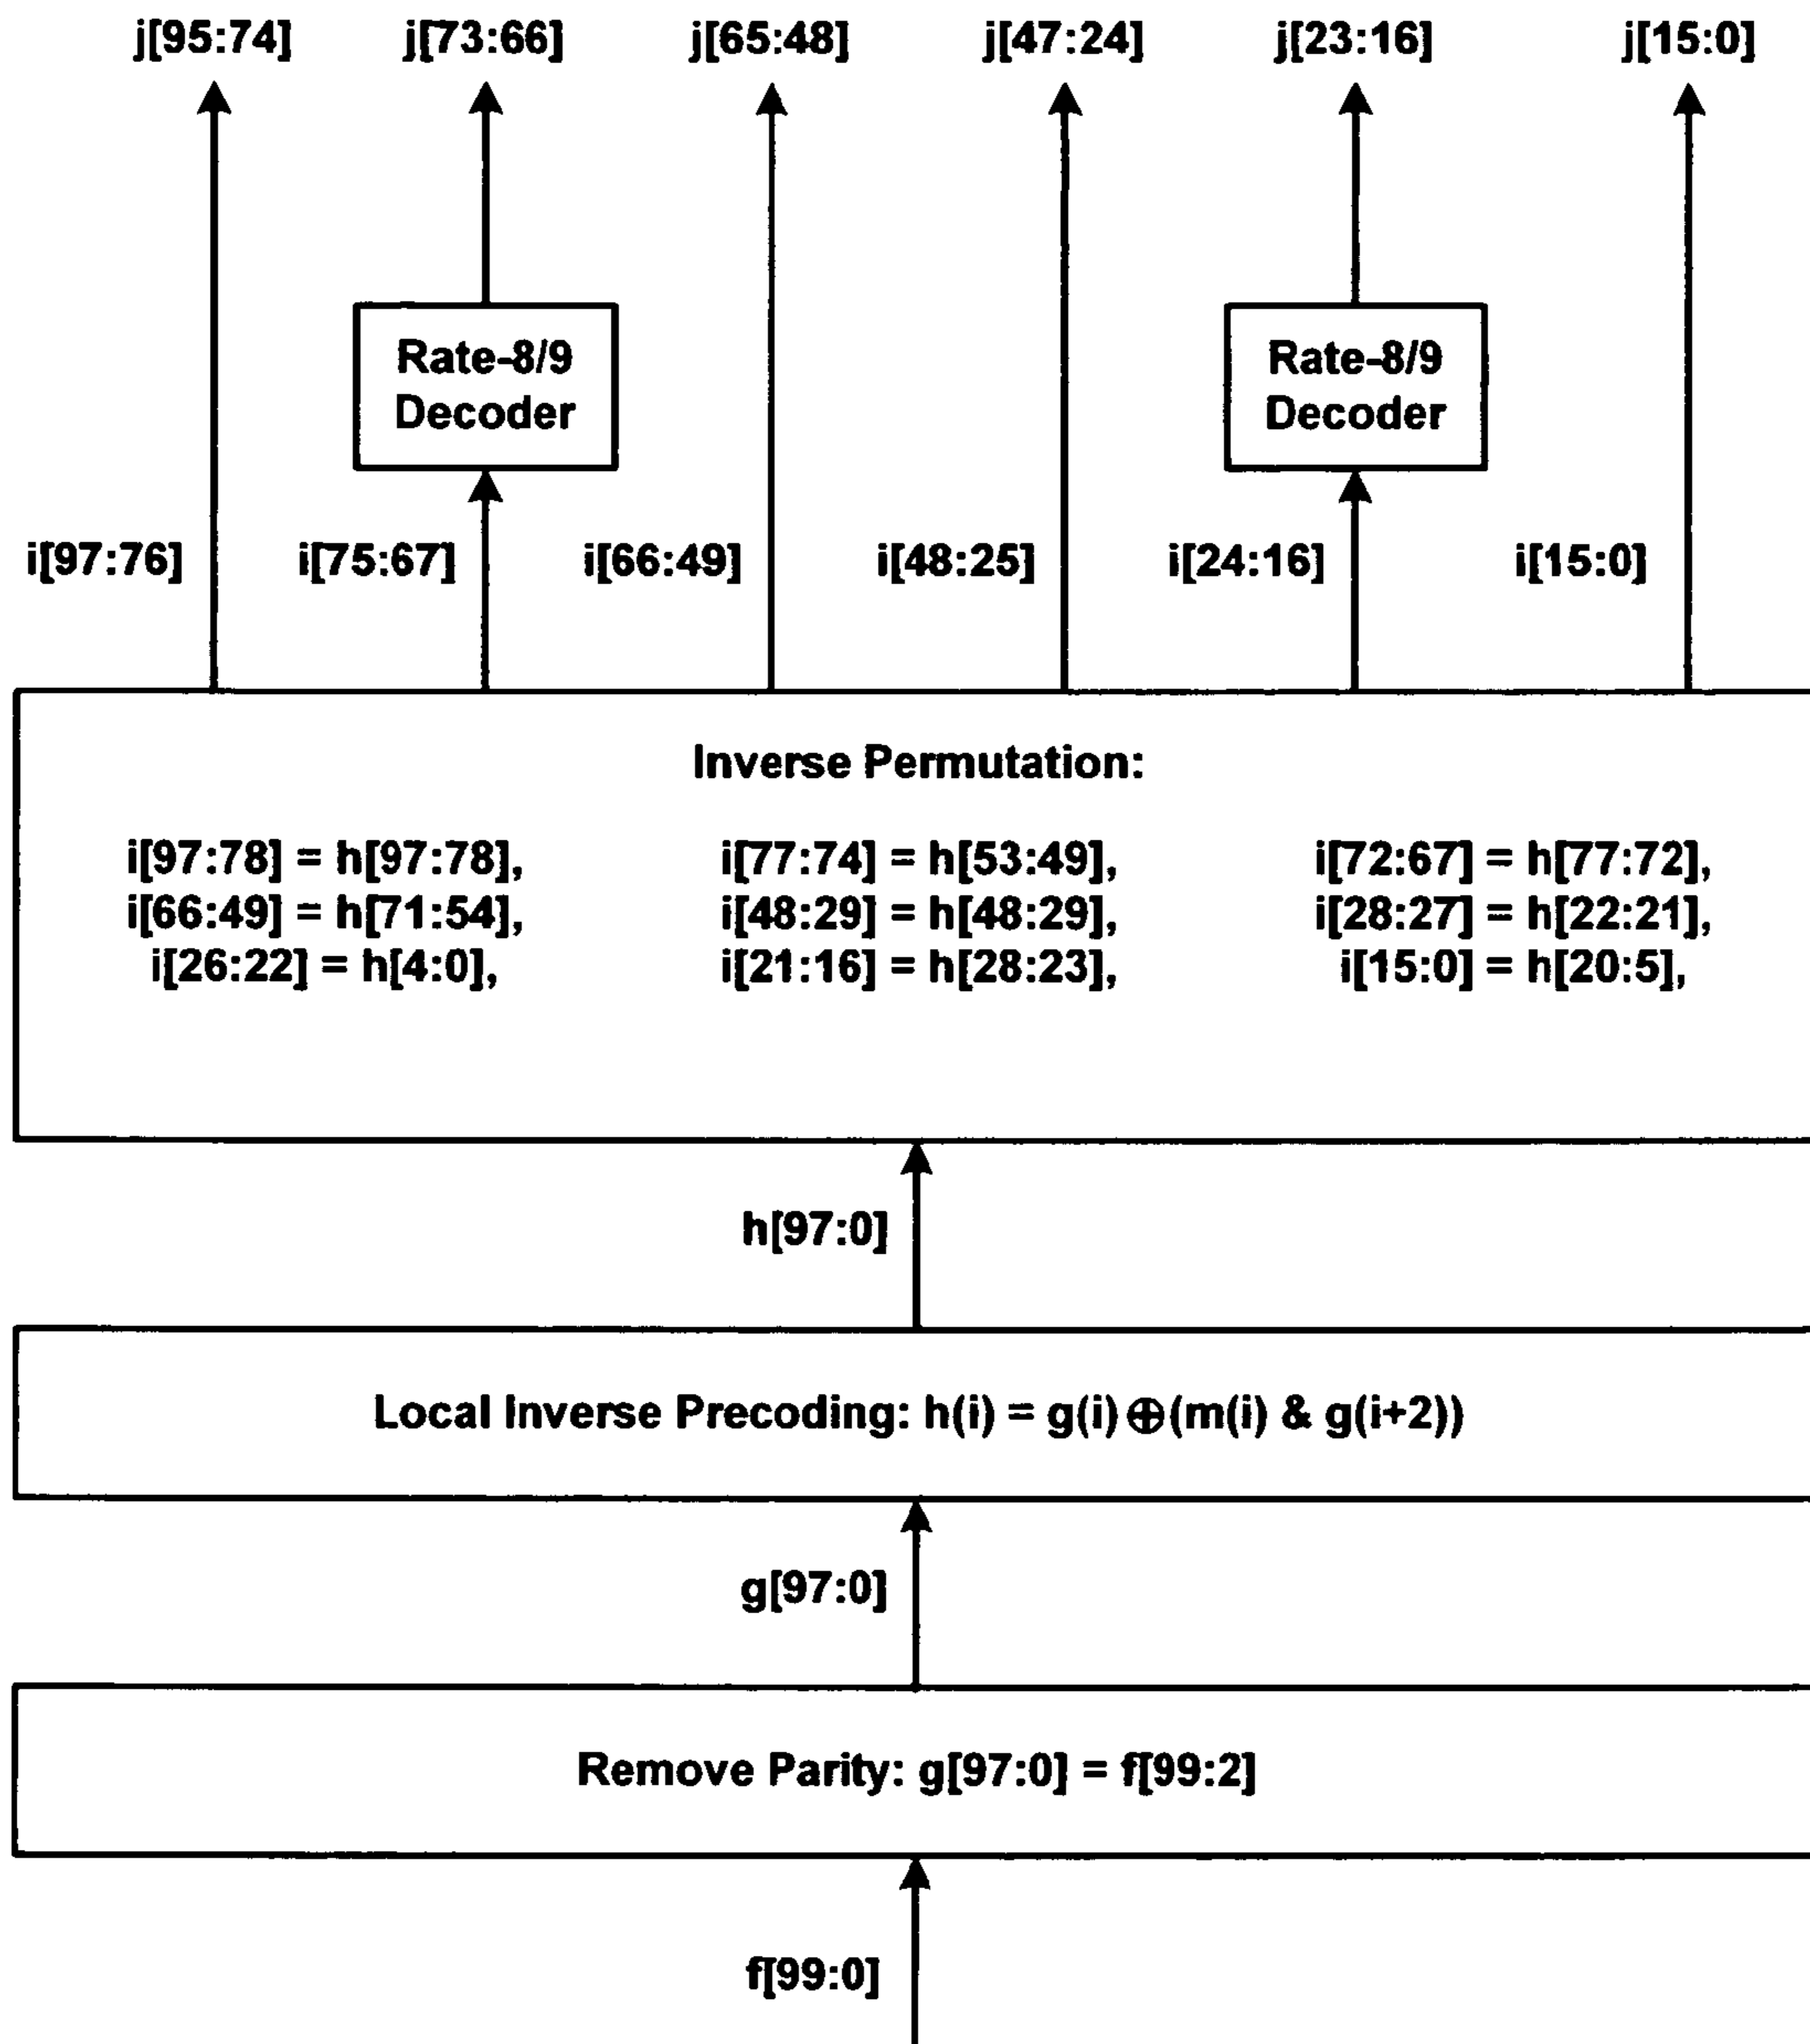 j[95:74] j[73:66] j[65:48] j[47:24] j[23:16] j[15:0]
Rate-8/9
Decoder
Rate-8/9
Decoder
i[97:76] i[75:67] i[66:49] i[48:25] i[24:16] i[15:0]
Inverse Permutation:
i[97:78] = h[97:78], i[77:74] = h[53:49], i[72:67] = h[77:72],
i[66:49] = h[71:54], i[48:29] = h[48:29], i[28:27] = h[22:21],
i[26:22] = h[4:0], i[21:16] = h[28:23], i[15:0] = h[20:5],
h[97:0]
Local Inverse Precoding: h(i) = g(i)⊕(m(i) & g(i+2))
g[97:0]
Remove Parity: g[97:0] = f[99:2]
f[99:0]